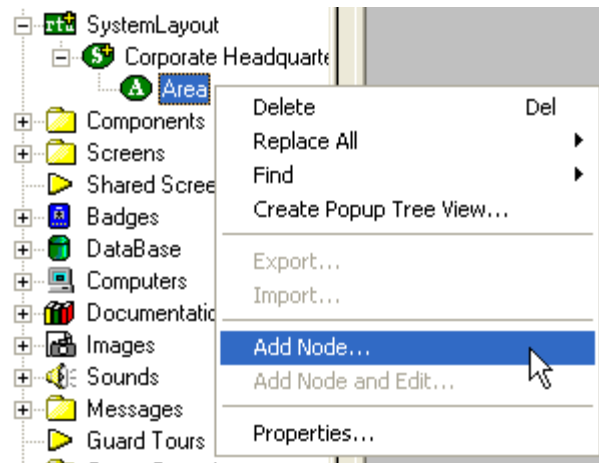 SystemLayout
Corporate Headquarte
Area
Components
Screens
Shared Scree
Badges
DataBase
Computers
Documentatic
Images
Sounds
Messages
Guard Tours
Delete Del
Replace All
Find
Create Popup Tree View...
Export...
Import...
Add Node...
Add Node and Edit...
Properties...